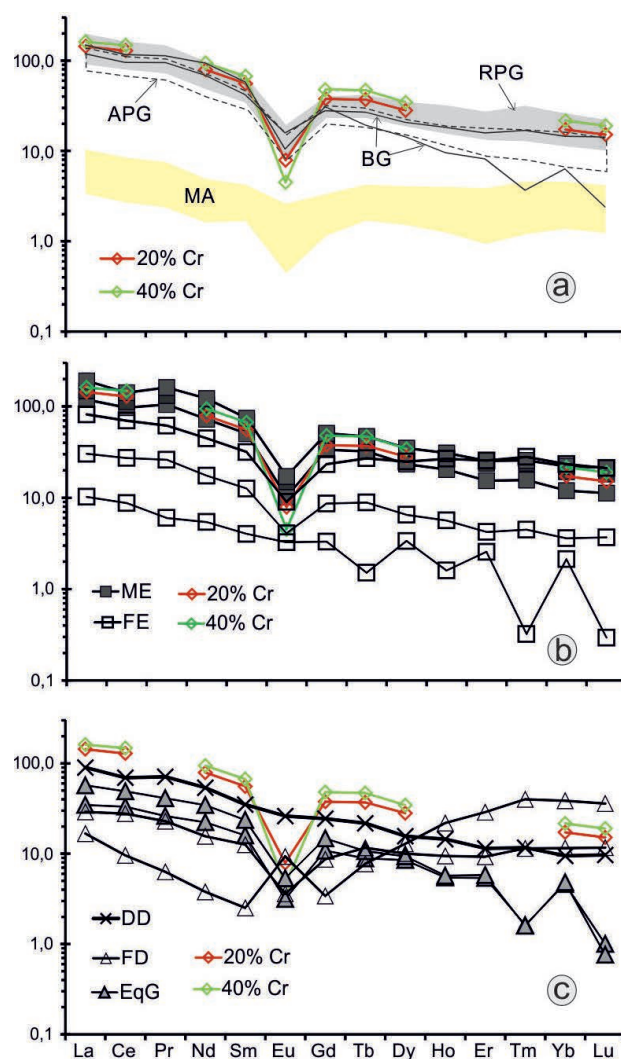 100,0
10,0
1,0
0,1
APG
RPG
BG
MA
20% Cr
40% Cr
a
100,0
10,0
1,0
0,1
ME
20% Cr
FE
40% Cr
b
100,0
10,0
1,0
0,1
DD
FD
20% Cr
EqG
40% Cr
c
La Ce Pr Nd Sm Eu Gd Tb Dy Ho Er Tm Yb Lu